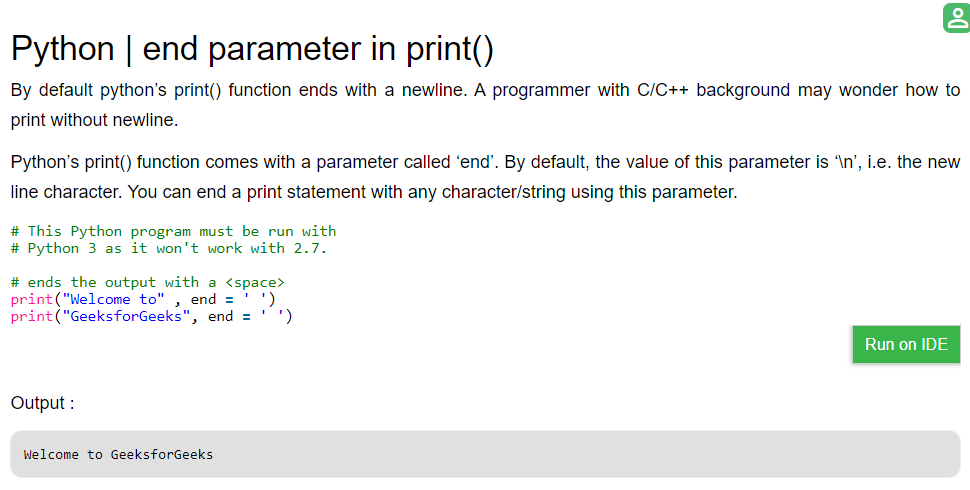 Python | end parameter in print()
By default python’s print() function ends with a newline. A programmer with C/C++ background may wonder how to
print without newline.
Python’s print() function comes with a parameter called ‘end’. By default, the value of this parameter is ‘\n’, i.e. the new
line character. You can end a print statement with any character/string using this parameter.
# This Python program must be run with
# Python 3 as it won't work with 2.7.
# ends the output with a <space>
print("Welcome to" , end = ' ')
print("GeeksforGeeks", end = ' ')
Run on IDE
Output :
Welcome to GeeksforGeeks